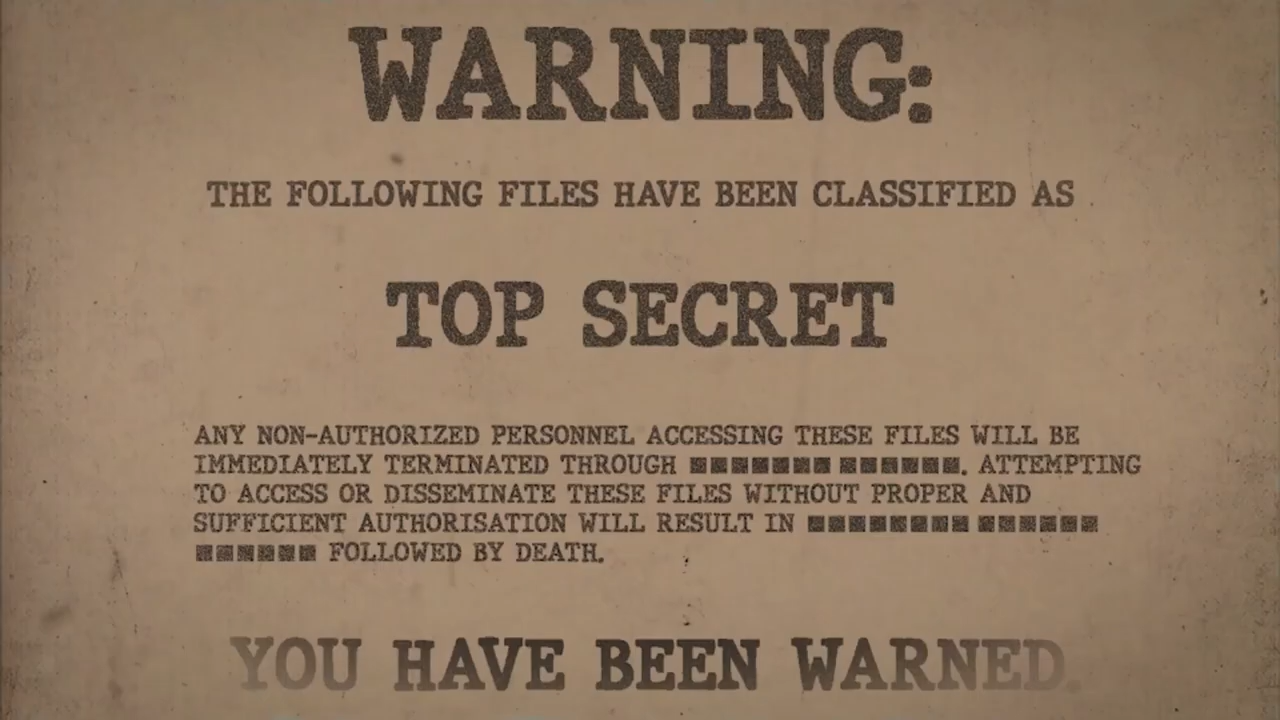 WARNING:
THE FOLLOWING FILES HAVE BEEN CLASSIFIED AS
TOP SECRET
ANY NON-AUTHORIZED PERSONNEL ACCESSING THESE FILES WILL BE
IMMEDIATELY TERMINATED THROUGH ■■■■■■■ ■■■■■■. ATTEMPTING
TO ACCESS OR DISSEMINATE THESE FILES WITHOUT PROPER AND
SUFFICIENT AUTHORISATION WILL RESULT IN ■■■■■■■■ ■■■■■■
■■■■■■ FOLLOWED BY DEATH.
YOU HAVE BEEN WARNED.